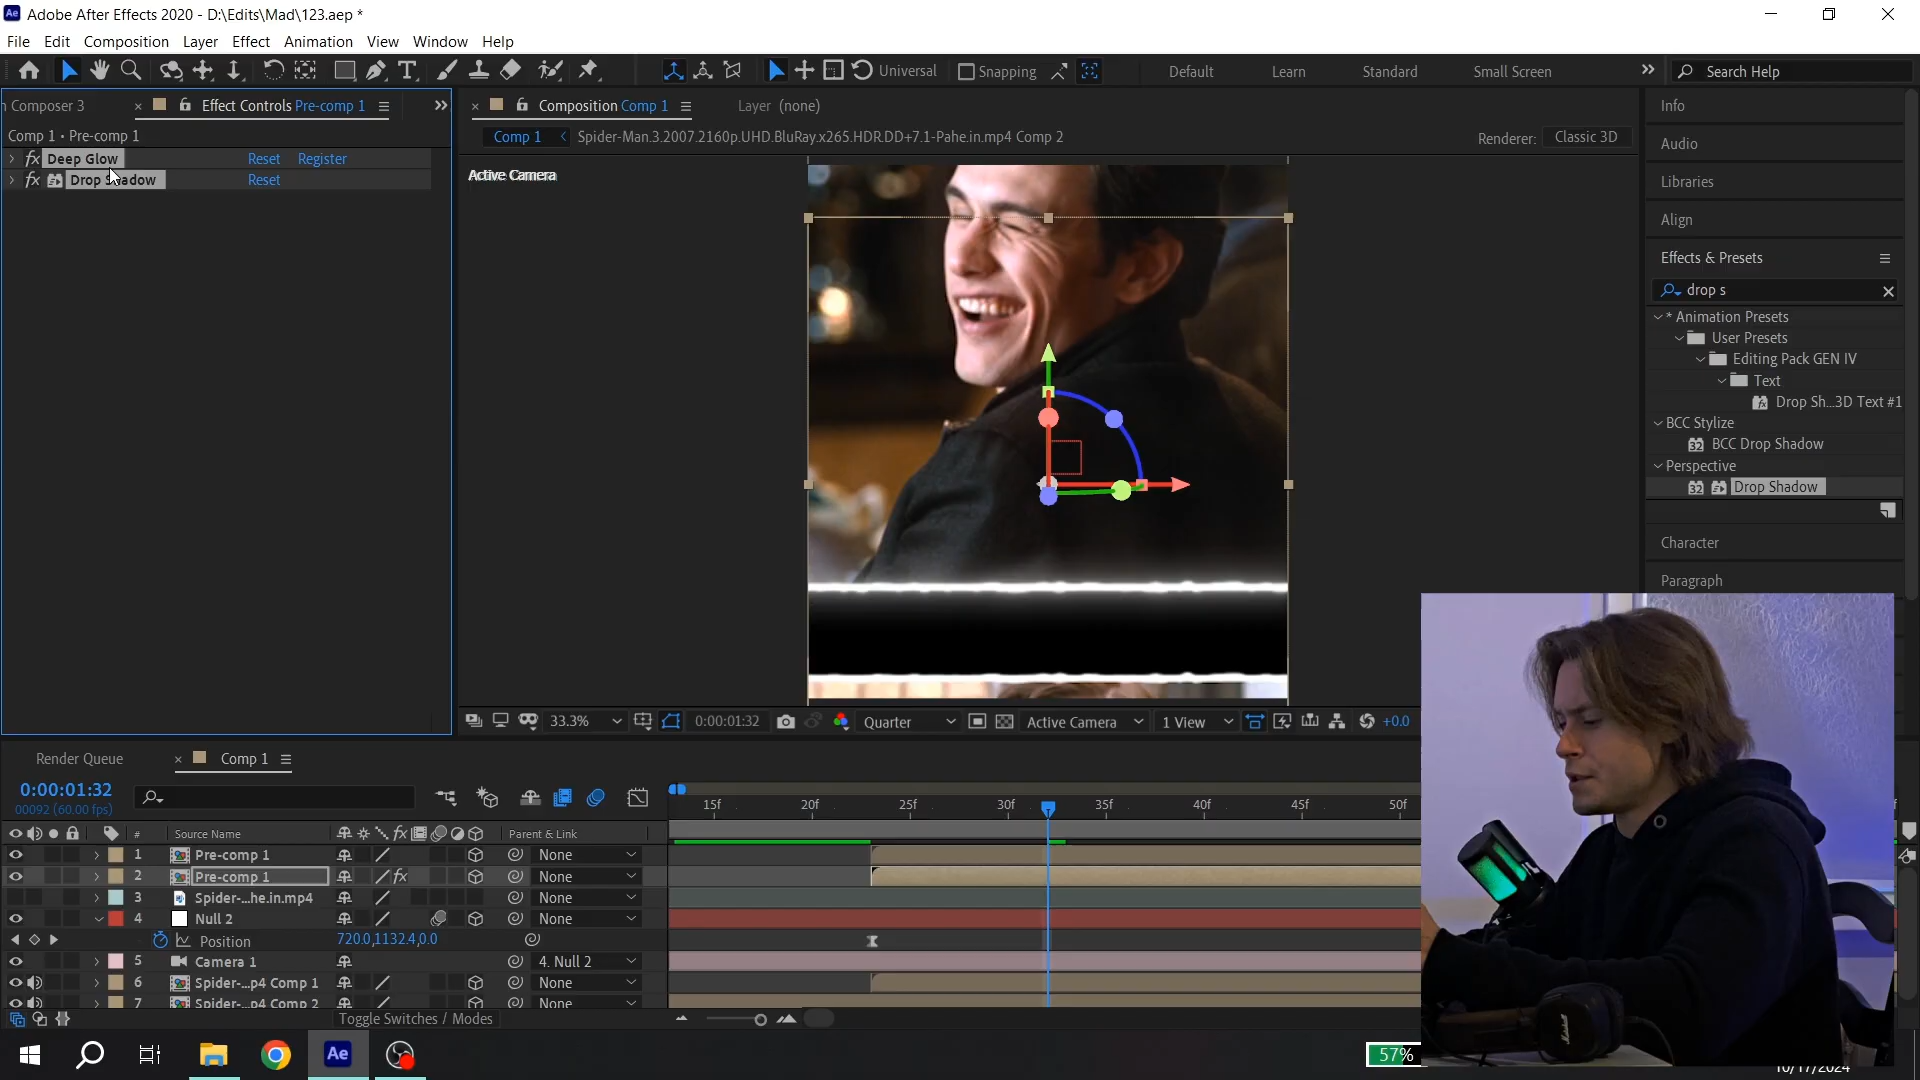 Adobe After Effects 2020 - D:\Edits\Mad\123.aep *
File Edit Composition Layer Effect Animation View Window Help
Universal Snapping Default Learn Standard Small Screen Search Help
n Composer 3 Effect Controls Pre-comp 1 Composition Comp 1 Layer (none) Info
Comp 1 • Pre-comp 1 Comp 1 Spider-Man.3.2007.2160p.UHD.BluRay.x265.HDR.DD+7.1-Pahe.in.mp4 Comp 2 Renderer: Classic 3D
Audio
fx Deep Glow Reset Register Active Camera
fx Drop Shadow Reset Libraries
Align
Effects & Presets
drop s
* Animation Presets
User Presets
Editing Pack GEN IV
Text
Drop Sh...3D Text #1
BCC Stylize
32 BCC Drop Shadow
Perspective
32 Drop Shadow
Character
Paragraph
33.3% 0:00:01:32 Quarter Active Camera 1 View +0.0
Render Queue Comp 1
0:00:01:32
00092 (60.00 fps)
15f 20f 25f 30f 35f 40f 45f 50f
# Source Name fx Parent & Link
1 Pre-comp 1 None
2 Pre-comp 1 fx None
3 Spider-...he.in.mp4 None
4 Null 2 None
Position 720.0,1132.4,0.0
5 Camera 1 4. Null 2
6 Spider-...p4 Comp 1 None
7 Spider-...p4 Comp 2 None
Toggle Switches / Modes
Ae 57%
10/17/2024